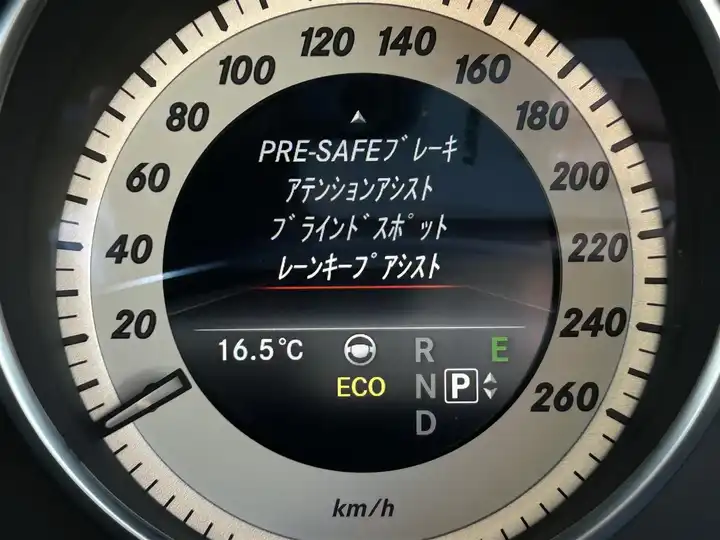 120 140
100 160
80 180
60 200
40 220
20 240
260
PRE-SAFEブレーキ
アテンションアシスト
ブラインドスポット
レーンキープアシスト
16.5℃ R E
ECO N P
D
km/h